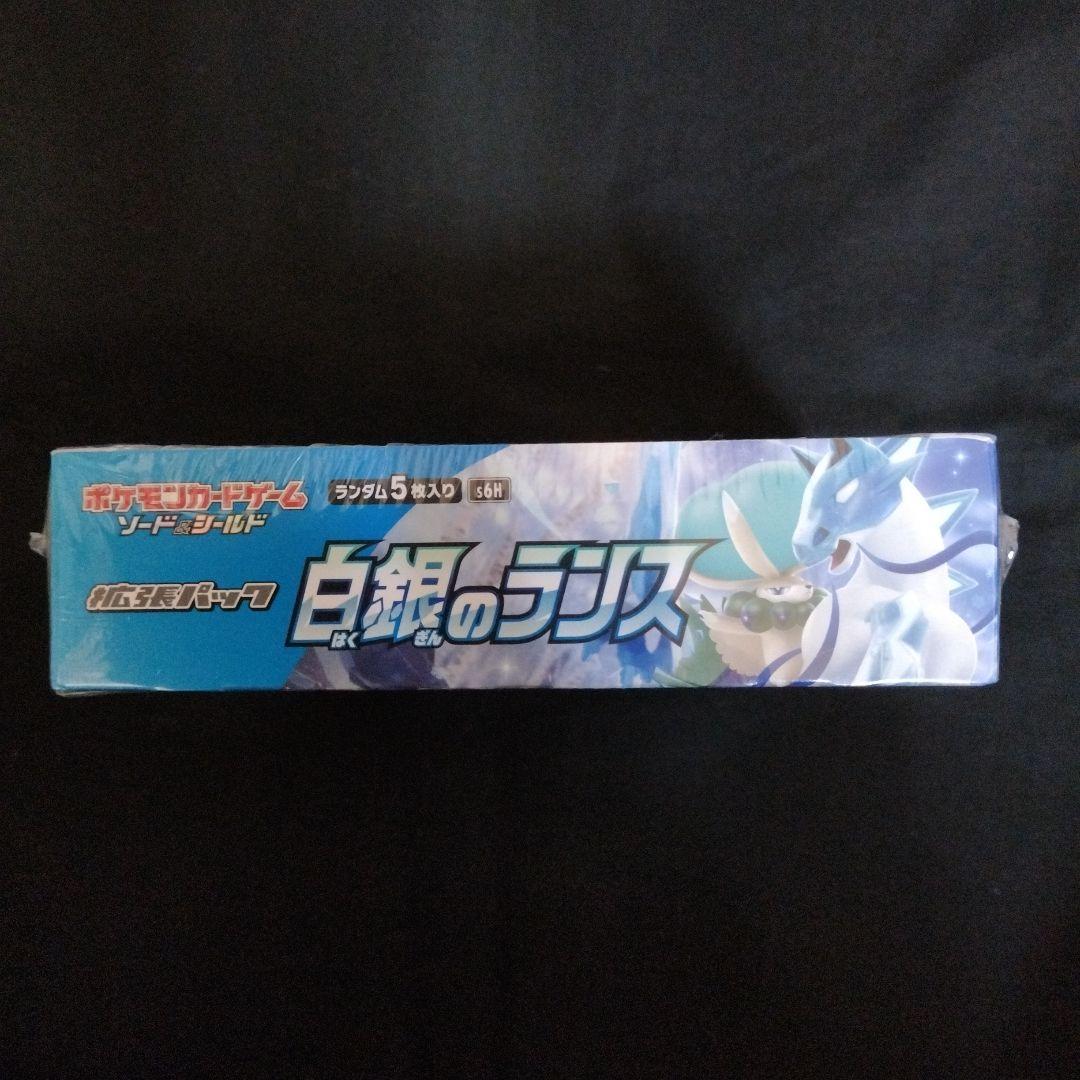 ポケモンカードゲーム
ソード&シールド
ランダム5枚入り s6H
拡張パック
白銀のランス
はく ぎん